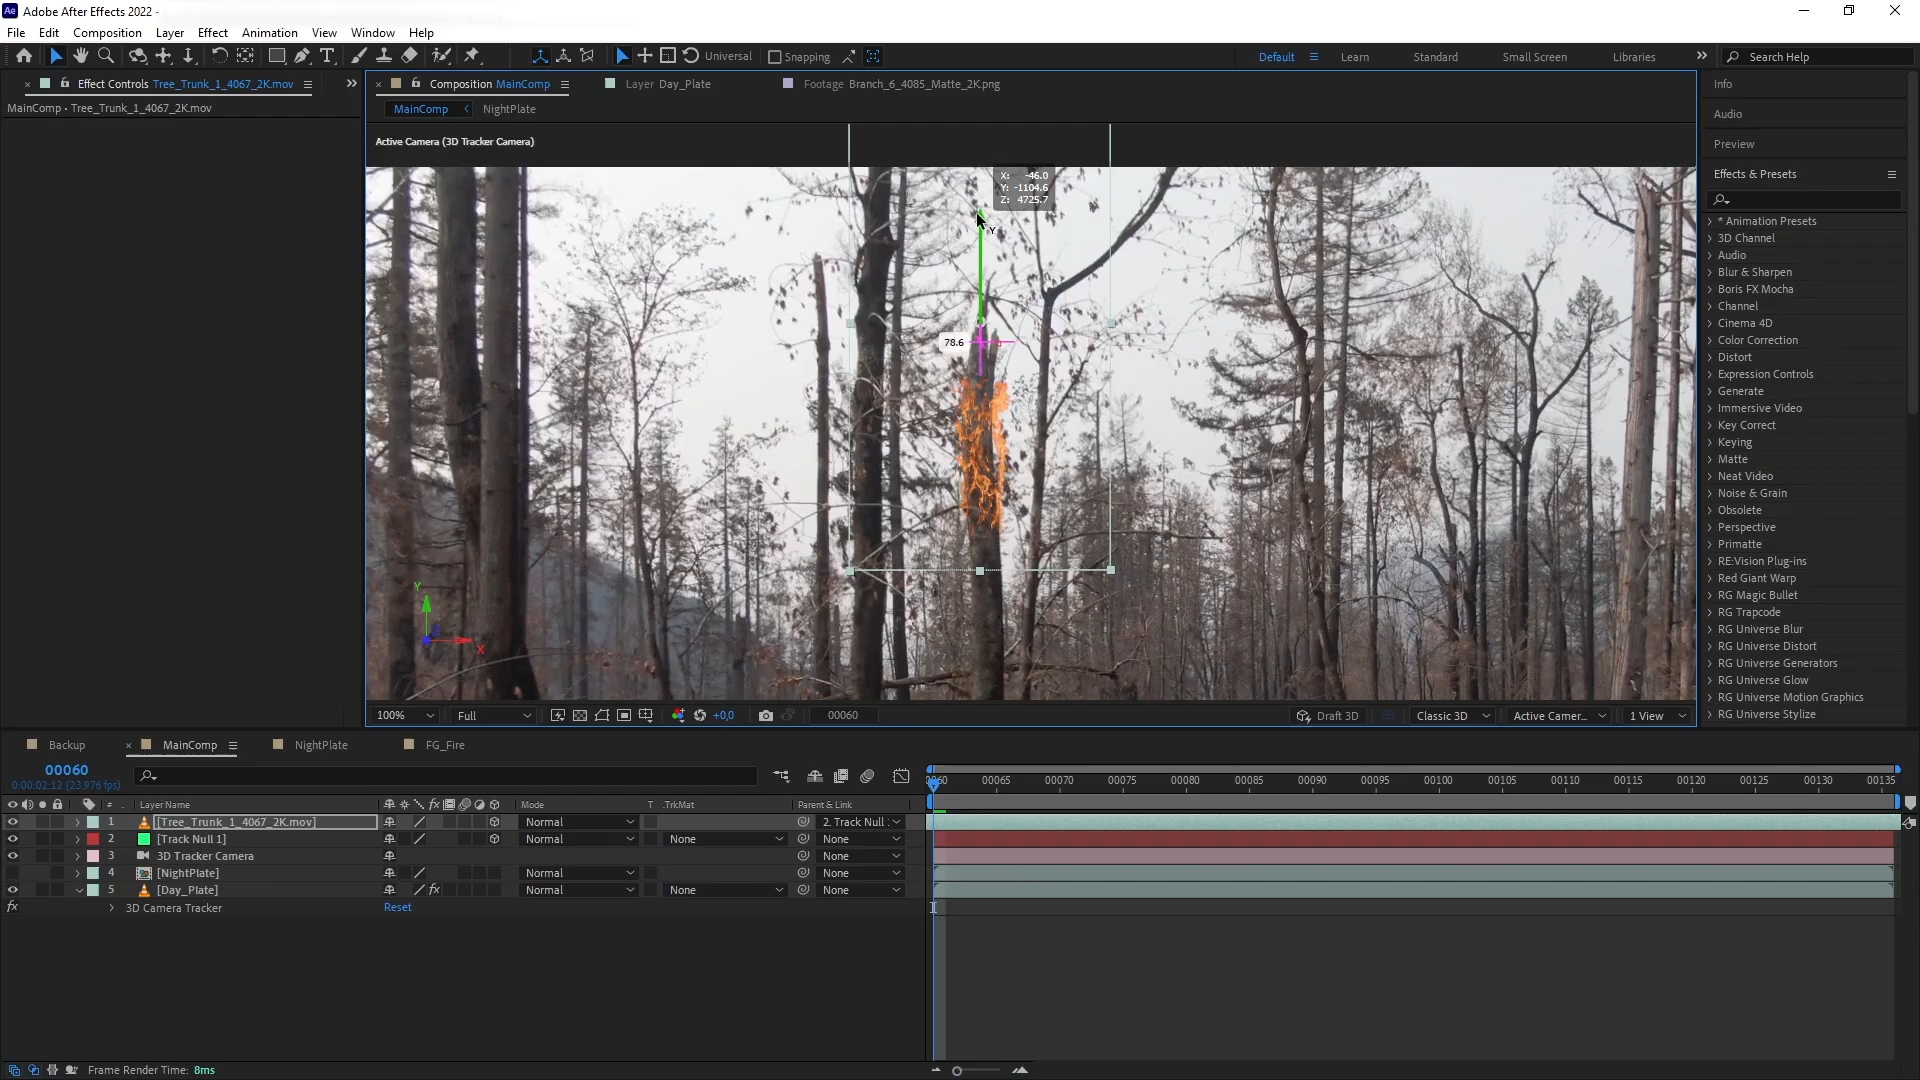 Ae Adobe After Effects 2022 -
File Edit Composition Layer Effect Animation View Window Help
Universal Snapping Default Learn Standard Small Screen Libraries Search Help
Effect Controls Tree_Trunk_1_4067_2K.mov
Composition MainComp Layer Day_Plate Footage Branch_6_4085_Matte_2K.png
Info
MainComp • Tree_Trunk_1_4067_2K.mov
MainComp NightPlate
Audio
Active Camera (3D Tracker Camera)
Preview
X: -46.0
Y: -1104.6
Z: 4725.7
Y
78.6
Y
X
Effects & Presets
* Animation Presets
3D Channel
Audio
Blur & Sharpen
Boris FX Mocha
Channel
Cinema 4D
Color Correction
Distort
Expression Controls
Generate
Immersive Video
Key Correct
Keying
Matte
Neat Video
Noise & Grain
Obsolete
Perspective
Primatte
RE:Vision Plug-ins
Red Giant Warp
RG Magic Bullet
RG Trapcode
RG Universe Blur
RG Universe Distort
RG Universe Generators
RG Universe Glow
RG Universe Motion Graphics
RG Universe Stylize
100% Full +0,0 00060 Draft 3D Classic 3D Active Camer... 1 View
Backup MainComp NightPlate FG_Fire
00060
0:00:02:12 (23.976 fps)
00065 00070 00075 00080 00085 00090 00095 00100 00105 00110 00115 00120 00125 00130 00135
# Layer Name fx Mode T .TrkMat Parent & Link
1 [Tree_Trunk_1_4067_2K.mov] Normal 2. Track Null
2 [Track Null 1] Normal None None
3 3D Tracker Camera None
4 [NightPlate] Normal None
5 [Day_Plate] fx Normal None None
fx 3D Camera Tracker Reset
Frame Render Time: 8ms